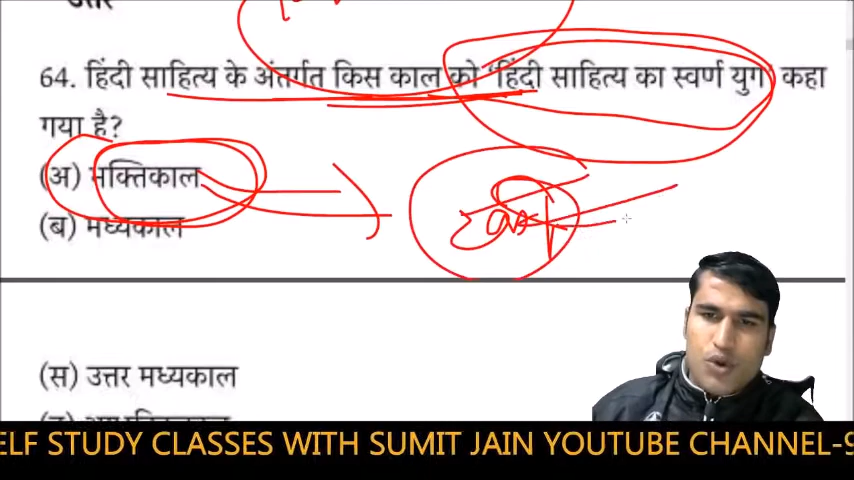 उत्तर
64. हिंदी साहित्य के अंतर्गत किस काल को 'हिंदी साहित्य का स्वर्ण युग' कहा
गया है?
(अ) भक्तिकाल
(ब) मध्यकाल
(स) उत्तर मध्यकाल
ELF STUDY CLASSES WITH SUMIT JAIN YOUTUBE CHANNEL-9